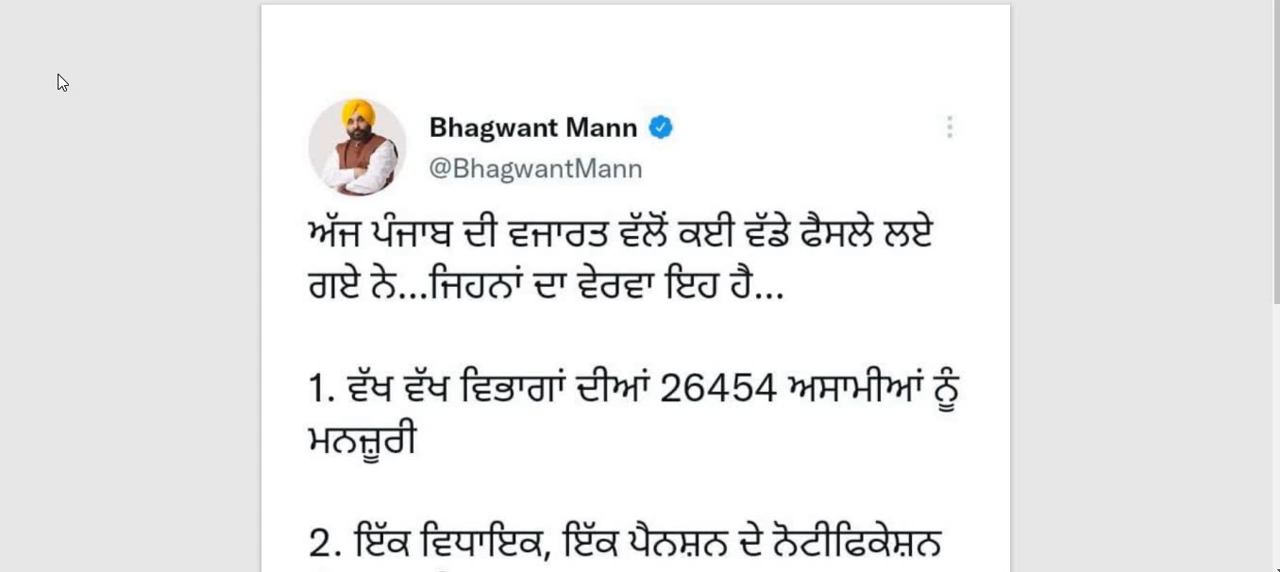 Bhagwant Mann
@BhagwantMann
ਅੱਜ ਪੰਜਾਬ ਦੀ ਵਜਾਰਤ ਵੱਲੋਂ ਕਈ ਵੱਡੇ ਫੈਸਲੇ ਲਏ
ਗਏ ਨੇ...ਜਿਹਨਾਂ ਦਾ ਵੇਰਵਾ ਇਹ ਹੈ...
1. ਵੱਖ ਵੱਖ ਵਿਭਾਗਾਂ ਦੀਆਂ 26454 ਅਸਾਮੀਆਂ ਨੂੰ
ਮਨਜ਼ੂਰੀ
2. ਇੱਕ ਵਿਧਾਇਕ, ਇੱਕ ਪੈਨਸ਼ਨ ਦੇ ਨੋਟੀਫਿਕੇਸ਼ਨ